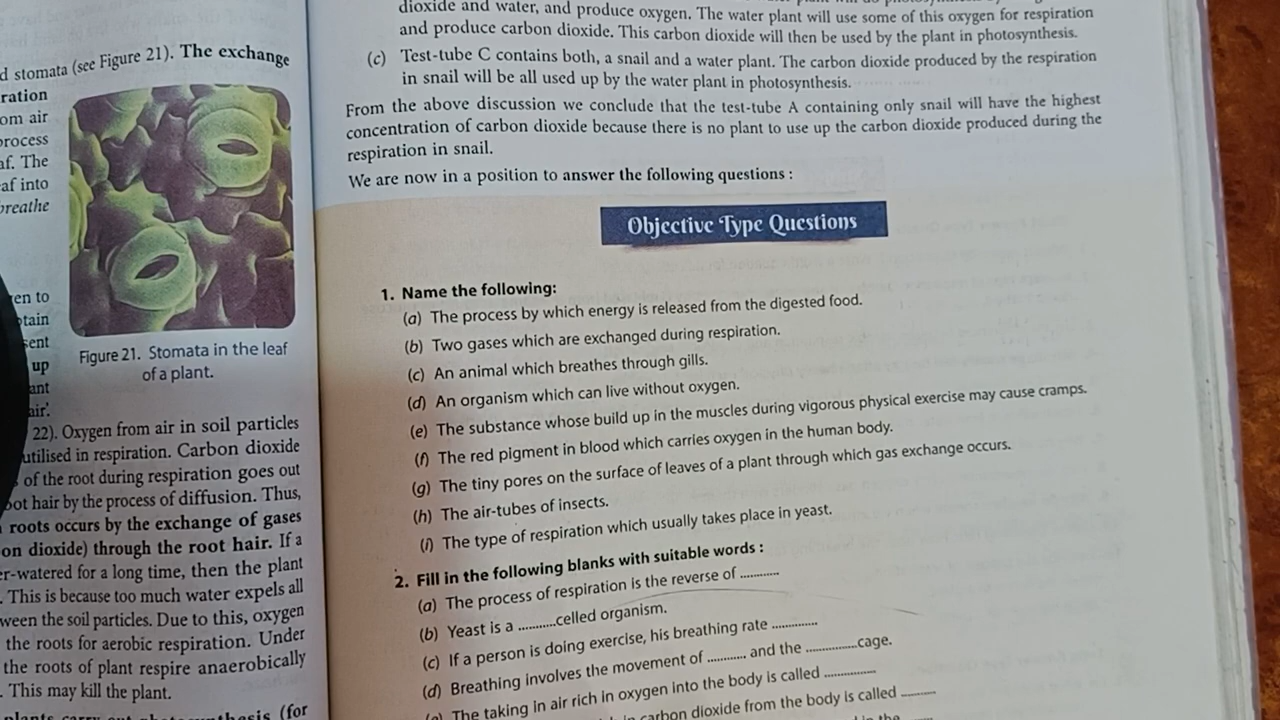 d stomata (see Figure 21). The exchange
ration
om air
process
af. The
eaf into
breathe
en to
tain
sent
up
ant
air'.
Figure 21. Stomata in the leaf
of a plant.
22). Oxygen from air in soil particles
utilised in respiration. Carbon dioxide
of the root during respiration goes out
oot hair by the process of diffusion. Thus,
roots occurs by the exchange of gases
on dioxide) through the root hair. If a
er-watered for a long time, then the plant
. This is because too much water expels all
ween the soil particles. Due to this, oxygen
the roots for aerobic respiration. Under
the roots of plant respire anaerobically
. This may kill the plant.
(for
dioxide and water, and produce oxygen. The water plant will use some of this oxygen for respiration
and produce carbon dioxide. This carbon dioxide will then be used by the plant in photosynthesis.
(c) Test-tube C contains both, a snail and a water plant. The carbon dioxide produced by the respiration
in snail will be all used up by the water plant in photosynthesis.
From the above discussion we conclude that the test-tube A containing only snail will have the highest
concentration of carbon dioxide because there is no plant to use up the carbon dioxide produced during the
respiration in snail.
We are now in a position to answer the following questions :
Objective Type Questions
1. Name the following:
(a) The process by which energy is released from the digested food.
(b) Two gases which are exchanged during respiration.
(c) An animal which breathes through gills.
(d) An organism which can live without oxygen.
(e) The substance whose build up in the muscles during vigorous physical exercise may cause cramps.
(f) The red pigment in blood which carries oxygen in the human body.
(g) The tiny pores on the surface of leaves of a plant through which gas exchange occurs.
(h) The air-tubes of insects.
(i) The type of respiration which usually takes place in yeast.
2. Fill in the following blanks with suitable words :
(a) The process of respiration is the reverse of ...........
(b) Yeast is a ...........celled organism.
(c) If a person is doing exercise, his breathing rate .............
(d) Breathing involves the movement of ........... and the ...............cage.
The taking in air rich in oxygen into the body is called ...............
carbon dioxide from the body is called ..........